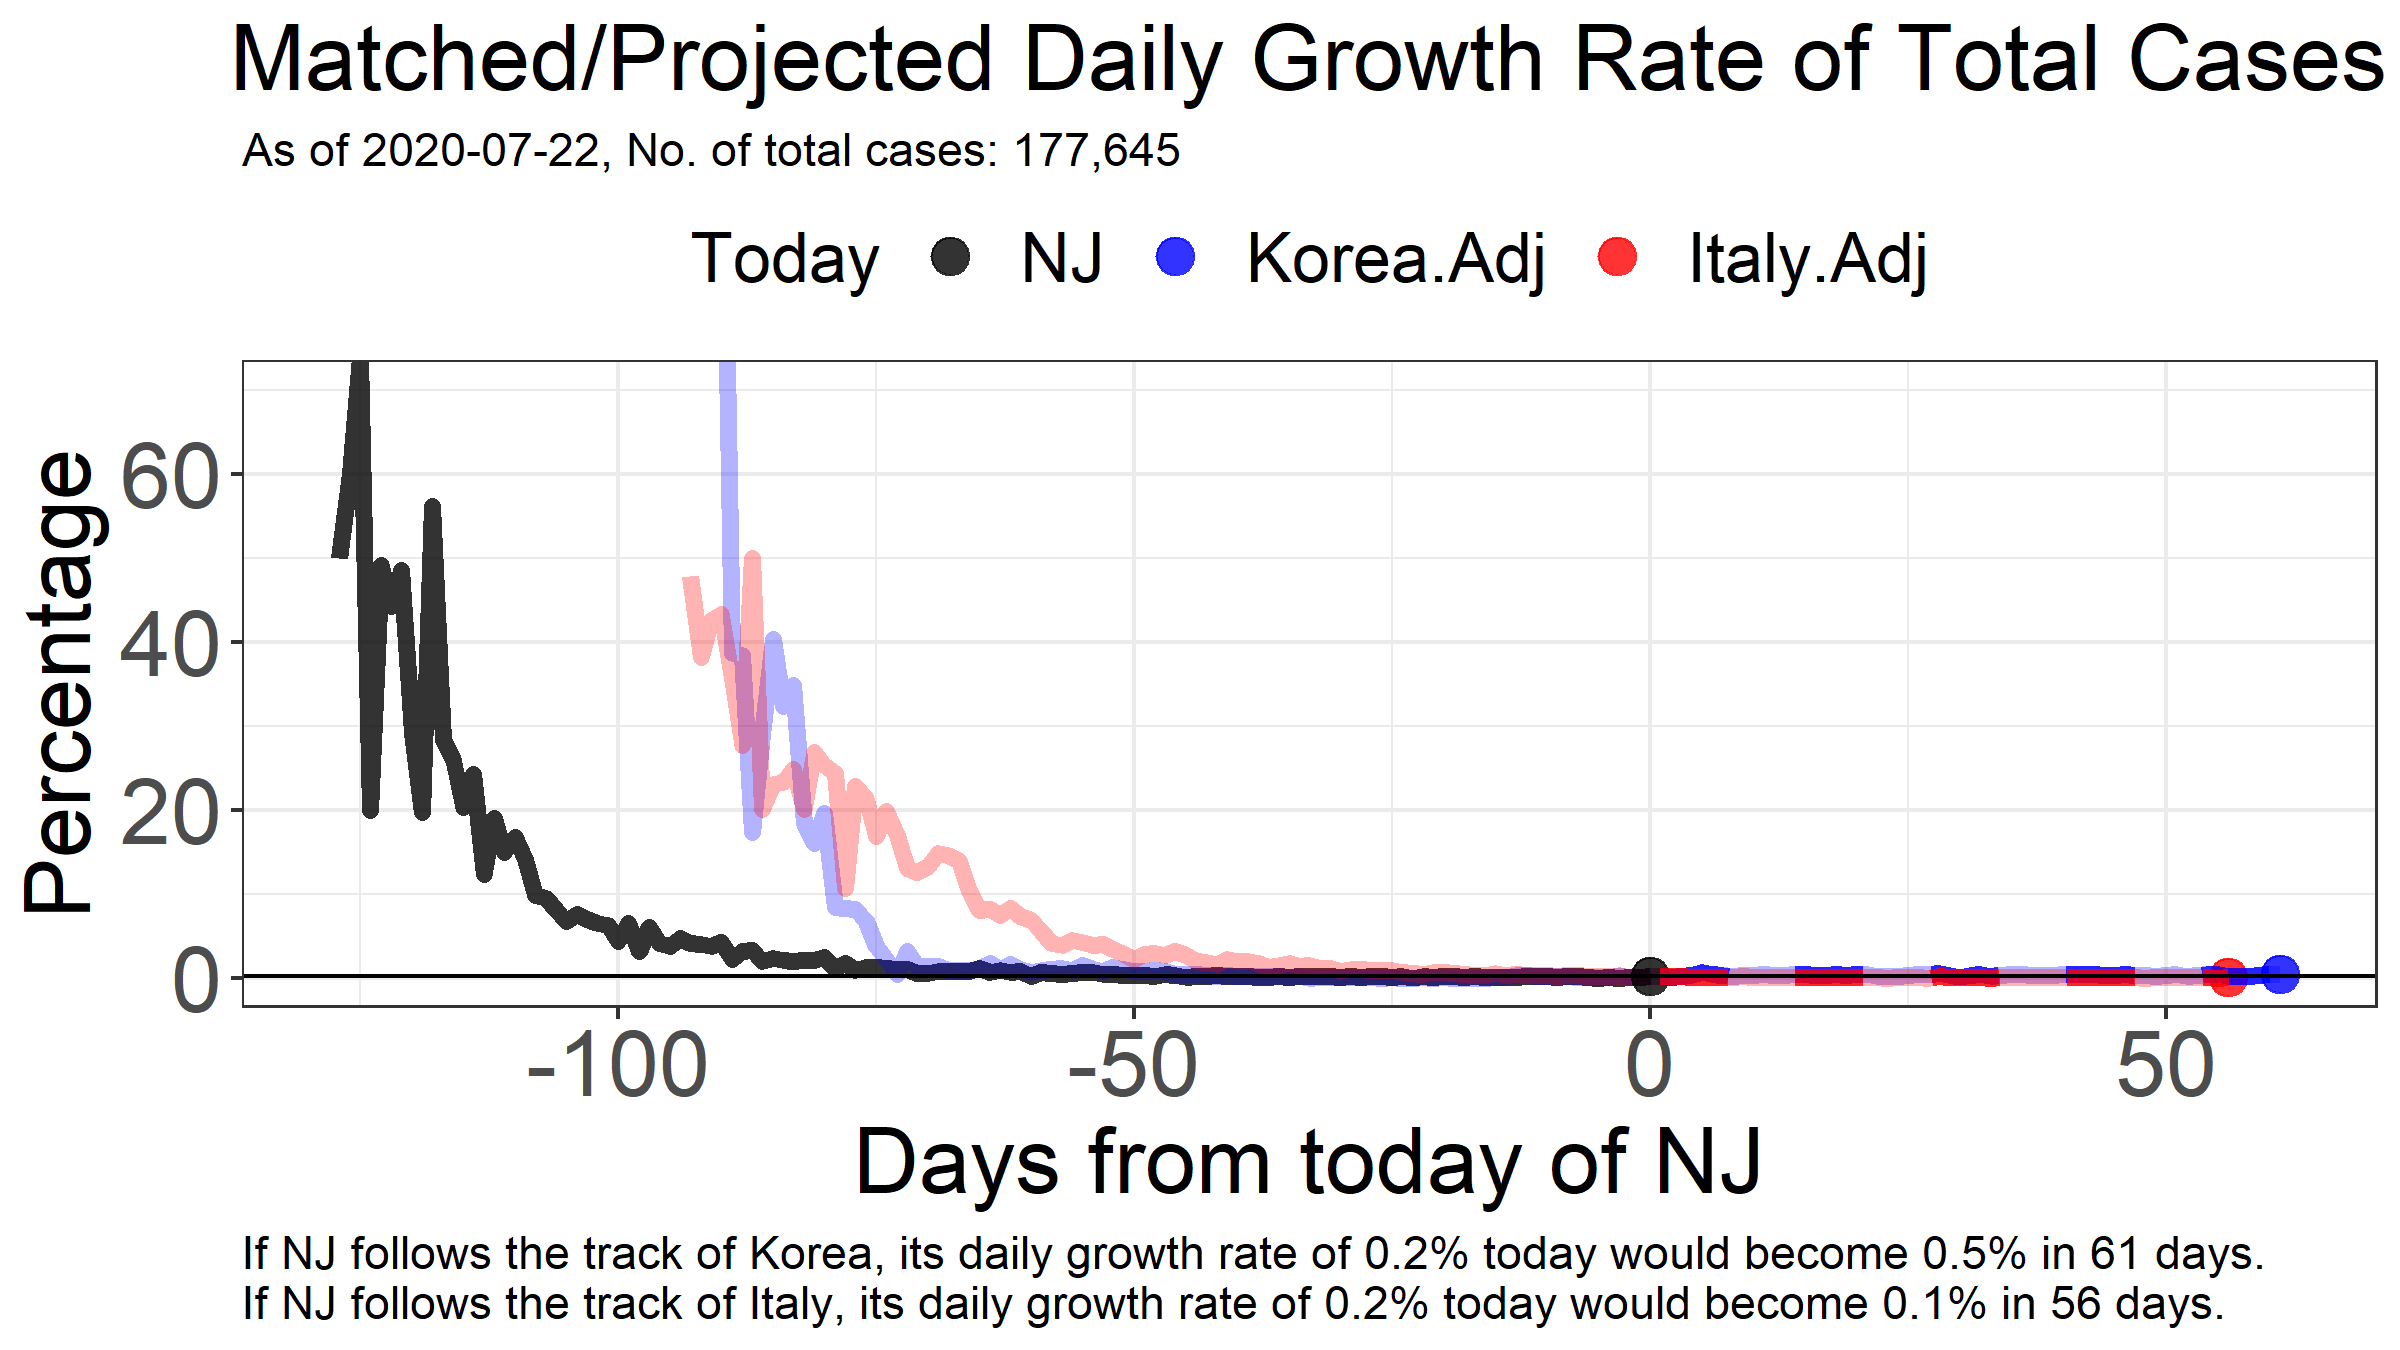 Matched/Projected Daily Growth Rate of Total Cases
As of 2020-07-22, No. of total cases: 177,645
Today NJ Korea.Adj Italy.Adj
Percentage
60
40
20
0
-100 -50 0 50
Days from today of NJ
If NJ follows the track of Korea, its daily growth rate of 0.2% today would become 0.5% in 61 days.
If NJ follows the track of Italy, its daily growth rate of 0.2% today would become 0.1% in 56 days.